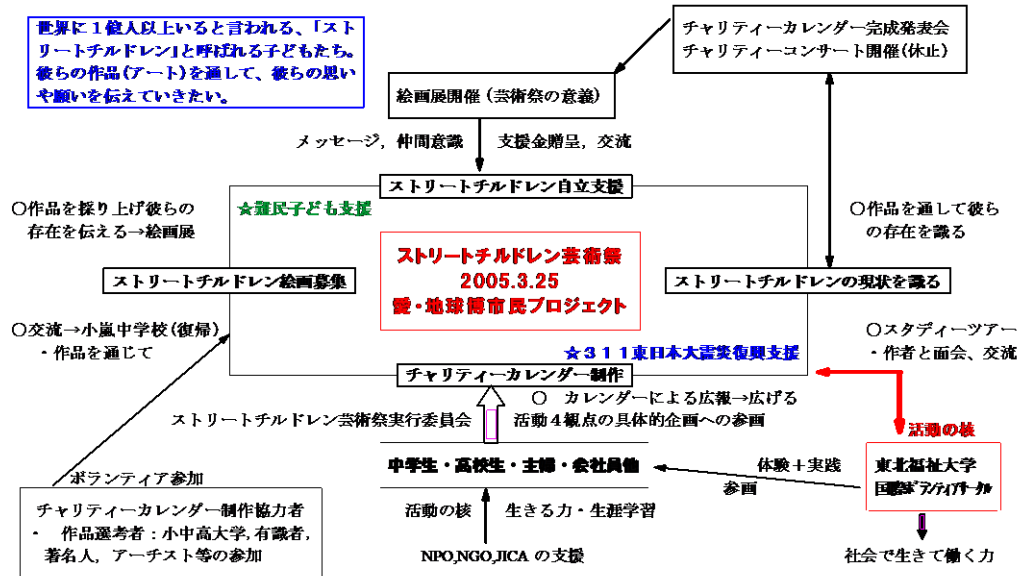 世界に1億人以上いると言われる、「スト
リートチルドレン」と呼ばれる子どもたち。
彼らの作品(アート)を通して、彼らの思い
や願いを伝えていきたい。
チャリティーカレンダー完成発表会
チャリティーコンサート開催(休止)
絵画展開催(芸術祭の意義)
メッセージ, 仲間意識
支援金贈呈, 交流
ストリートチルドレン自立支援
○作品を採り上げ彼らの
存在を伝える→絵画展
☆難民子ども支援
○作品を通して彼ら
の存在を識る
ストリートチルドレン芸術祭
2005.3.25
愛・地球博市民プロジェクト
ストリートチルドレン絵画募集
ストリートチルドレンの現状を識る
○交流→小嵐中学校(復帰)
・作品を通じて
○スタディーツアー
・作者と面会、交流
☆311東日本大震災復興支援
チャリティーカレンダー制作
○ カレンダーによる広報→広げる
ストリートチルドレン芸術祭実行委員会
活動4観点の具体的企画への参画
活動の核
中学生・高校生・主婦・会社員他
体験+実践
参画
東北福祉大学
国際ボランティアサークル
ボランティア参加
チャリティーカレンダー制作協力者
・ 作品選考者:小中高大学, 有識者,
著名人, アーチスト等の参加
活動の核
生きる力・生涯学習
NPO,NGO,JICA の支援
社会で生きて働く力